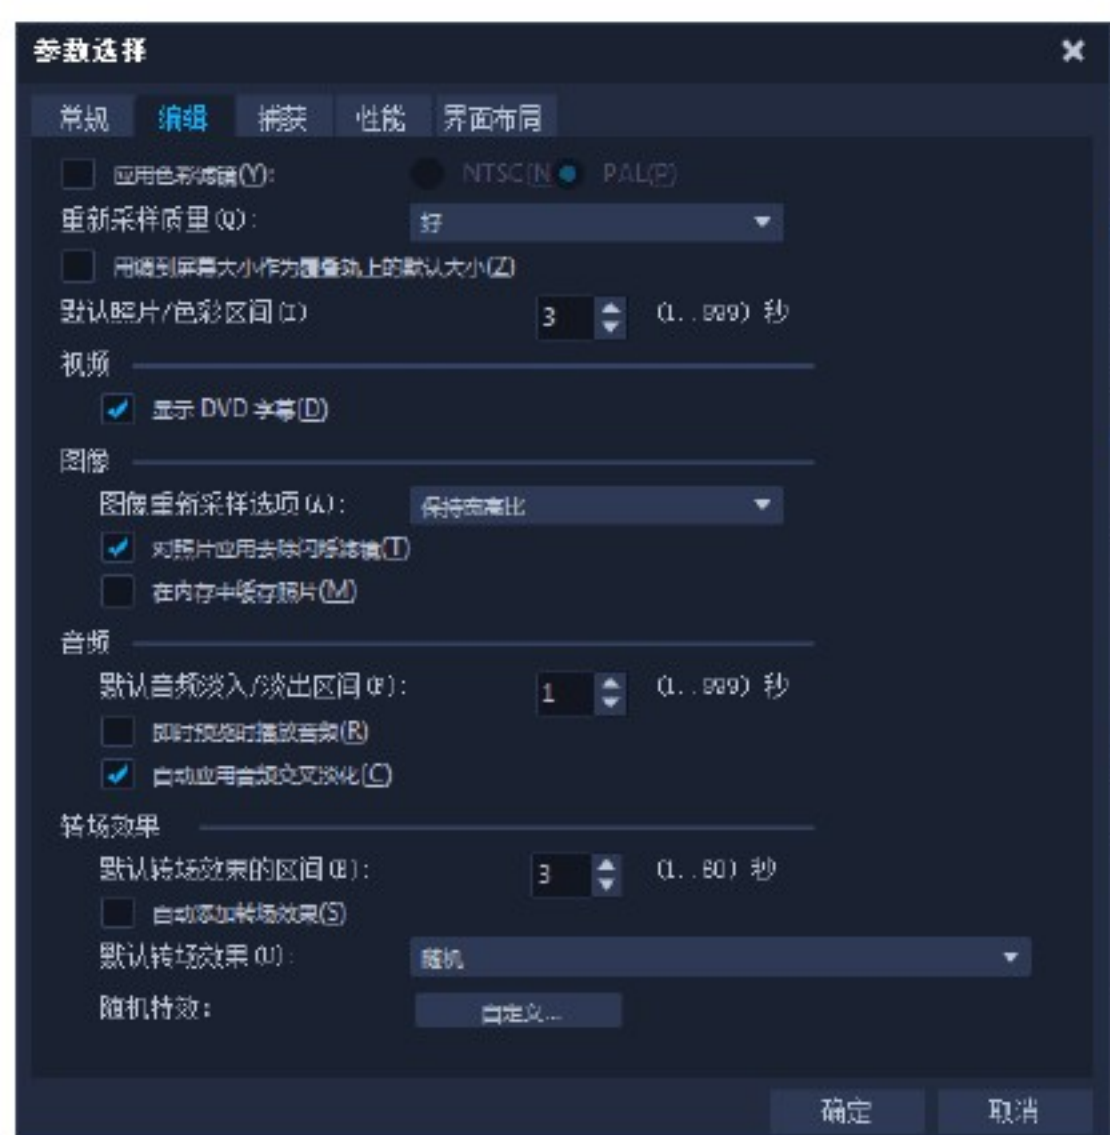 参数选择
常规 编辑 捕获 性能 界面布局
应用色彩滤镜(Y): NTSC(N PAL(P)
重新采样质量(Q): 好
用调到屏幕大小作为覆叠轨上的默认大小(Z)
默认照片/色彩区间(I) 3 (1..999) 秒
视频
显示 DVD 字幕(D)
图像
图像重新采样选项(A): 保持宽高比
对照片应用去除闪烁滤镜(T)
在内存中缓存照片(M)
音频
默认音频淡入/淡出区间(F): 1 (1..999) 秒
即时预览时播放音频(R)
自动应用音频交叉淡化(C)
转场效果
默认转场效果的区间(E): 3 (1..60) 秒
自动添加转场效果(S)
默认转场效果(U): 随机
随机特效: 自定义...
确定 取消